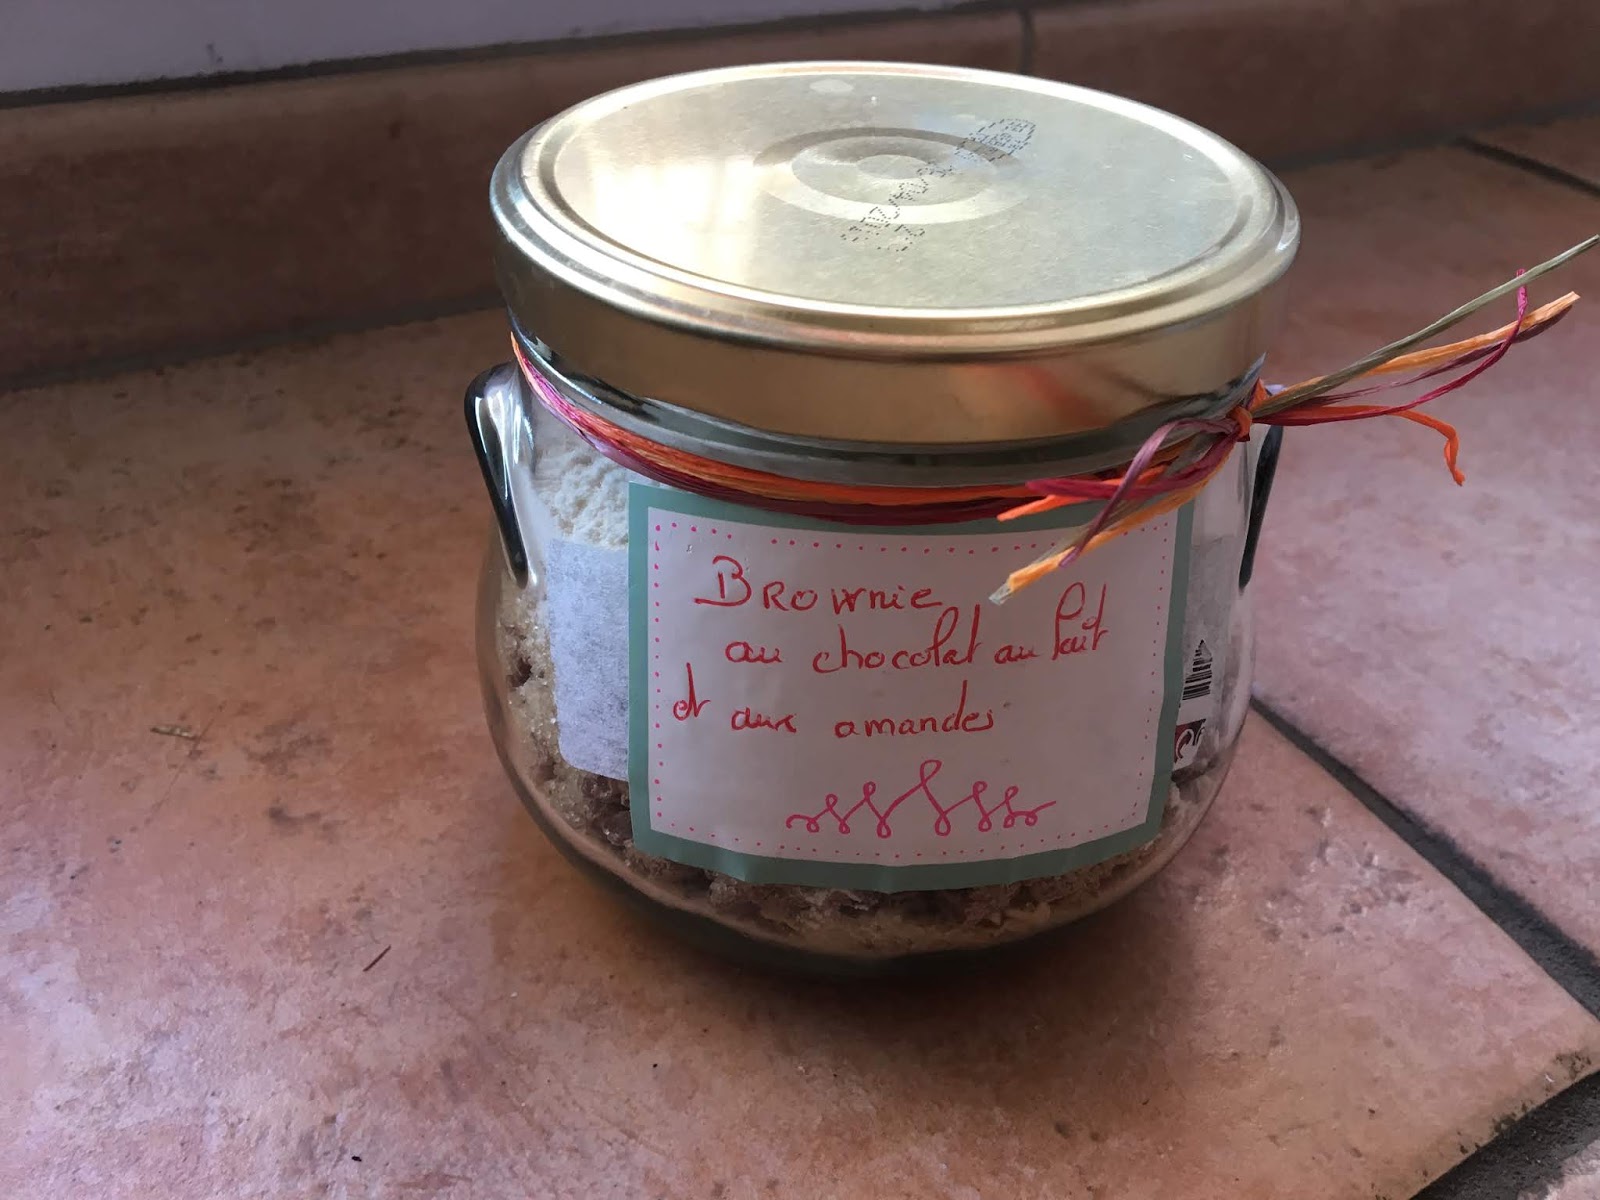 Brownie
au chocolat au lait
et aux amandes